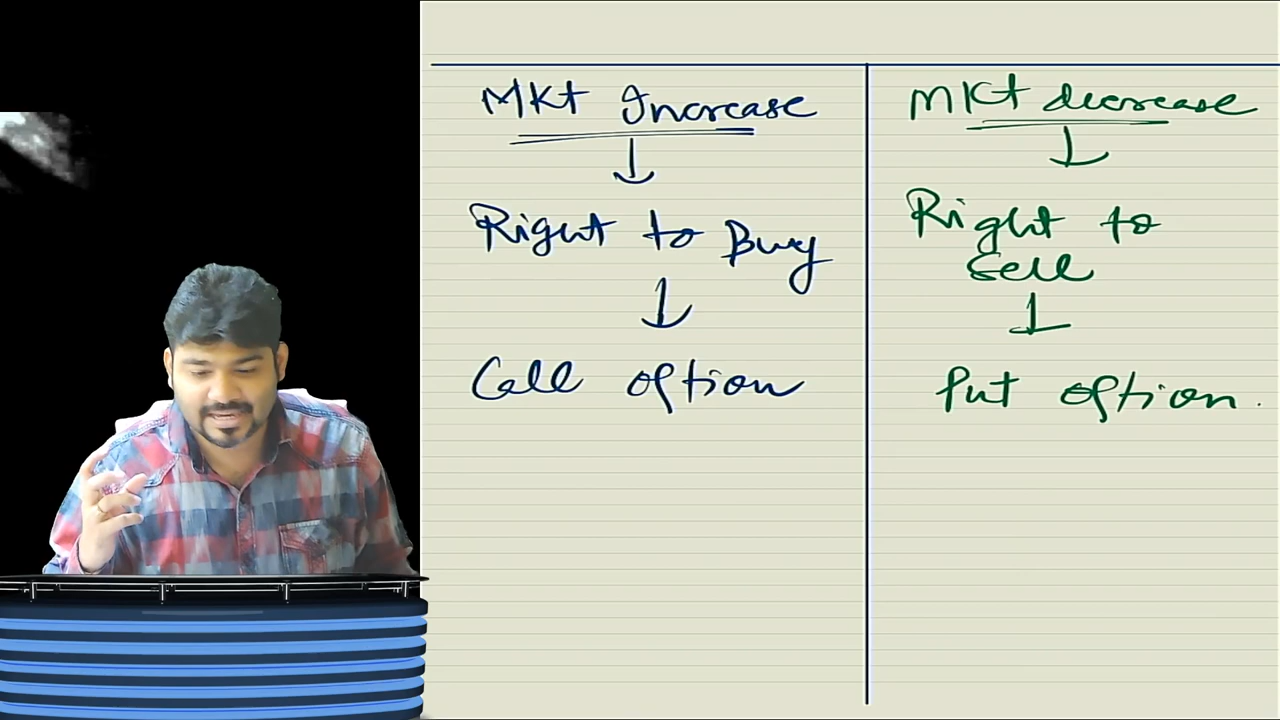 MKt Increase
Right to Buy
Call option
MKt decrease
Right to
Sell
Put option.